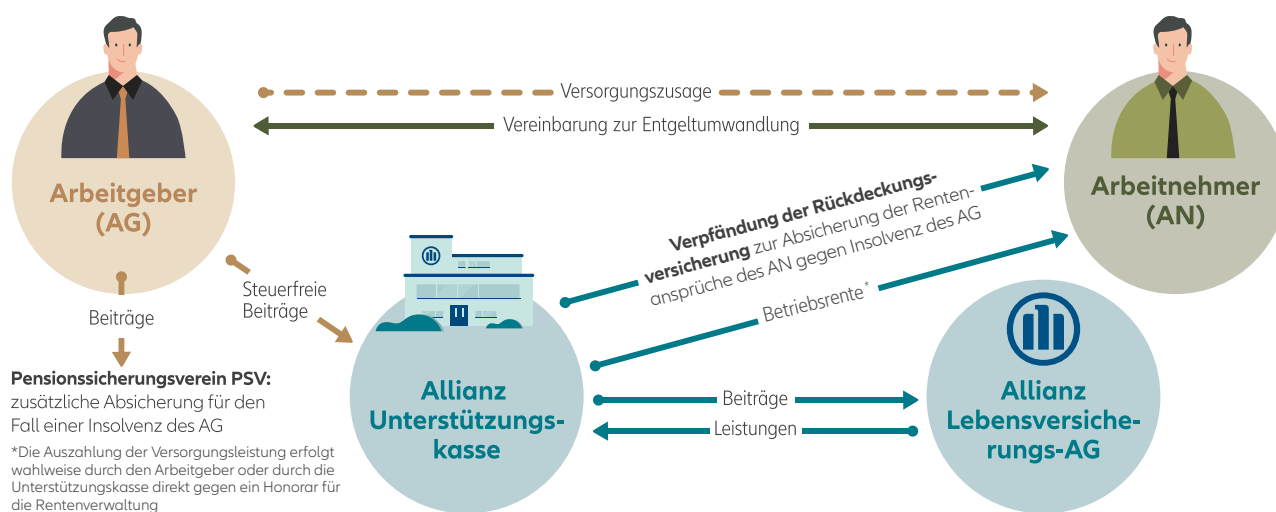 Versorgungszusage
Vereinbarung zur Entgeltumwandlung
Arbeitgeber
(AG)
Arbeitnehmer
(AN)
Verpfändung der Rückdeckungs-
versicherung zur Absicherung der Renten-
ansprüche des AN gegen Insolvenz des AG
Steuerfreie
Beiträge
Beiträge
Betriebsrente*
Pensionssicherungsverein PSV:
zusätzliche Absicherung für den
Fall einer Insolvenz des AG
*Die Auszahlung der Versorgungsleistung erfolgt
wahlweise durch den Arbeitgeber oder durch die
Unterstützungskasse direkt gegen ein Honorar für
die Rentenverwaltung
Allianz
Unterstützungs-
kasse
Beiträge
Leistungen
Allianz
Lebensversiche-
rungs-AG